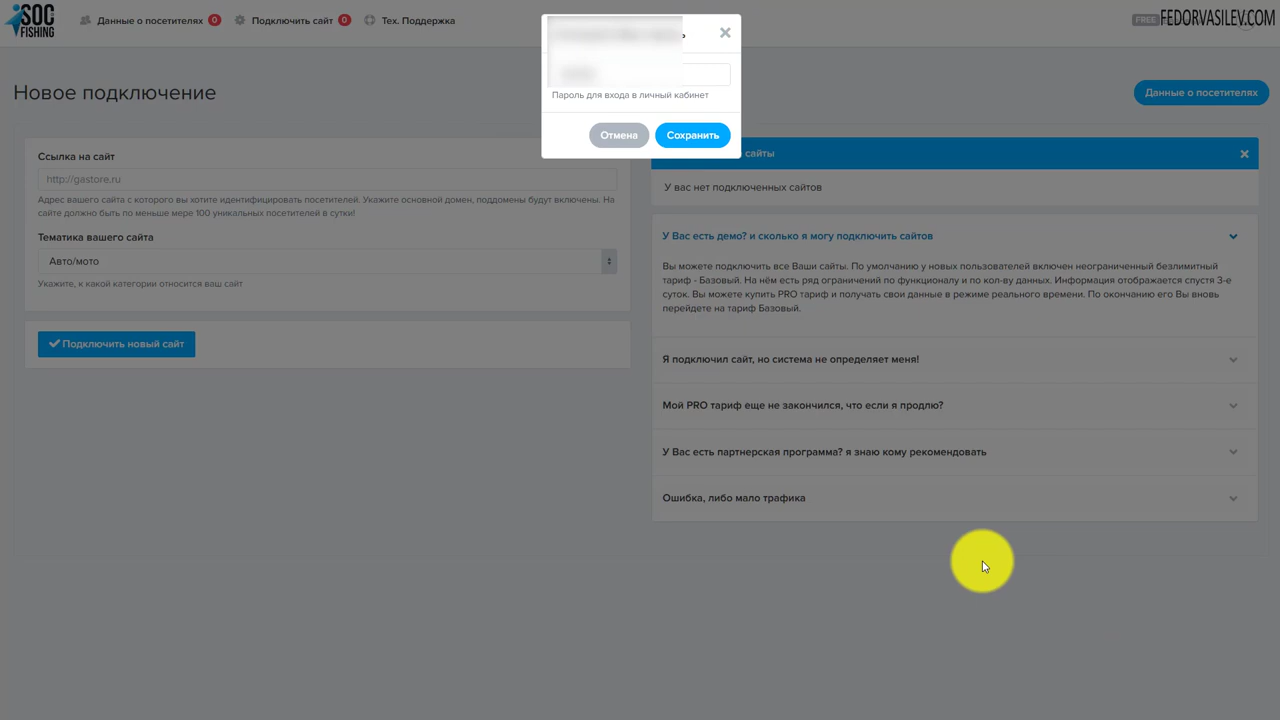 SOC
FISHING
Данные о посетителях 0
Подключить сайт 0
Тех. Поддержка
FREE
FEDORVASILEV.COM
Пароль для входа в личный кабинет
Отмена
Сохранить
Новое подключение
Данные о посетителях
Ссылка на сайт
http://gastore.ru
Адрес вашего сайта с которого вы хотите идентифицировать посетителей. Укажите основной домен, поддомены будут включены. На
сайте должно быть по меньшей мере 100 уникальных посетителей в сутки!
Тематика вашего сайта
Авто/мото
Укажите, к какой категории относится ваш сайт
Подключить новый сайт
сайты
У вас нет подключенных сайтов
У Вас есть демо? и сколько я могу подключить сайтов
Вы можете подключить все Ваши сайты. По умолчанию у новых пользователей включен неограниченный безлимитный
тариф - Базовый. На нём есть ряд ограничений по функционалу и по кол-ву данных. Информация отображается спустя 3-е
суток. Вы можете купить PRO тариф и получать свои данные в режиме реального времени. По окончанию его Вы вновь
перейдете на тариф Базовый.
Я подключил сайт, но система не определяет меня!
Мой PRO тариф еще не закончился, что если я продлю?
У Вас есть партнерская программа? я знаю кому рекомендовать
Ошибка, либо мало трафика